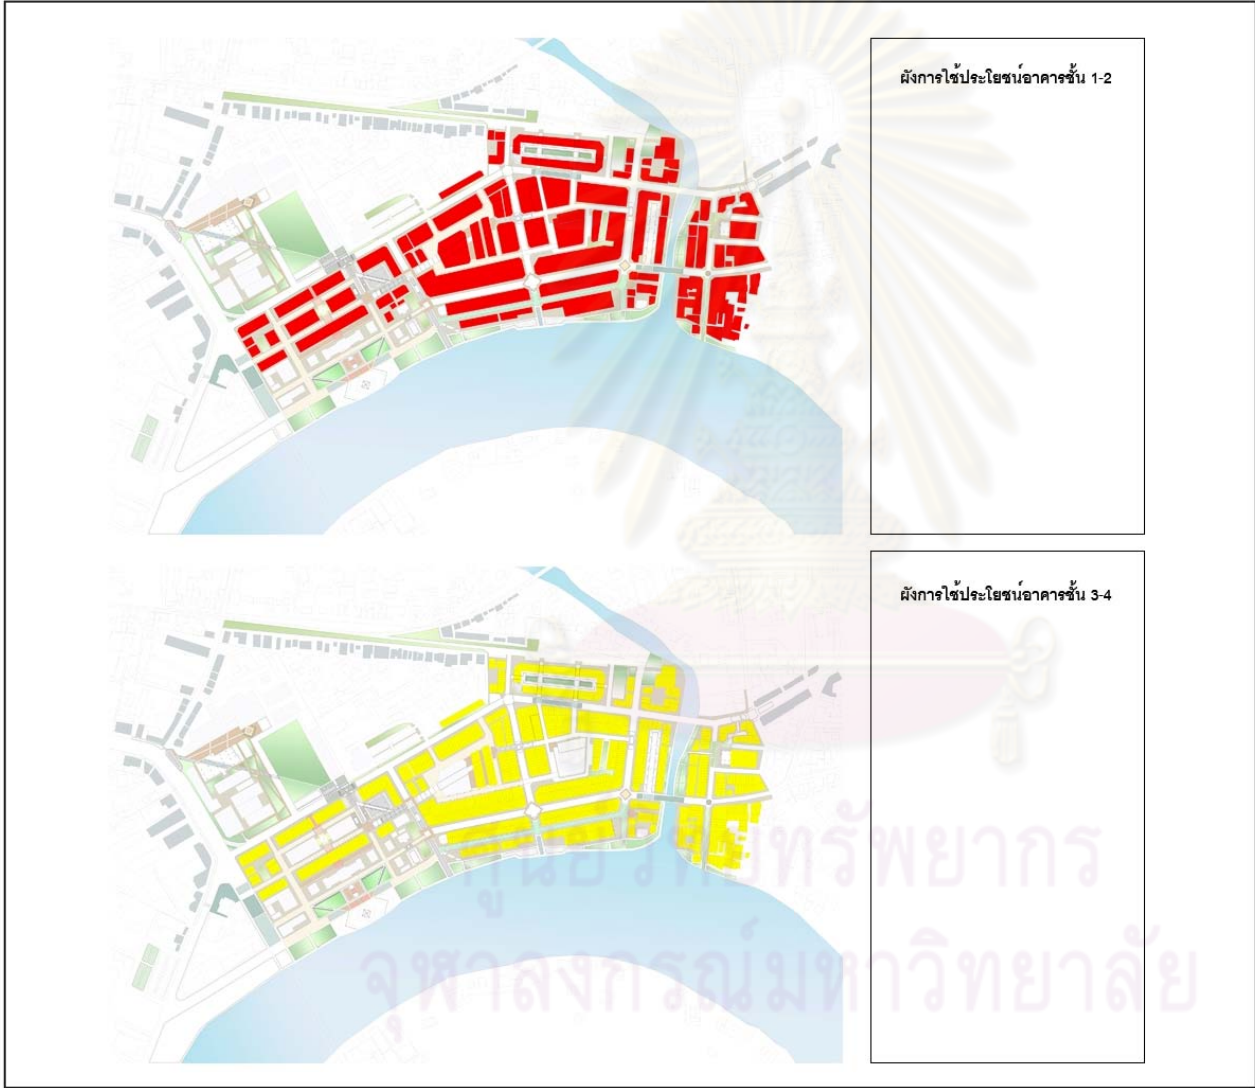 ผังการใช้ประโยชน์อาคารชั้น 1-2
ผังการใช้ประโยชน์อาคารชั้น 3-4
ศูนย์วิทยทรัพยากร
จุฬาลงกรณ์มหาวิทยาลัย